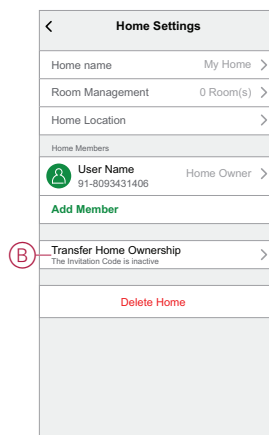 Home Settings
Home name My Home
Room Management 0 Room(s)
Home Location
Home Members
User Name
91-8093431406 Home Owner
Add Member
B
Transfer Home Ownership
The Invitation Code is inactive
Delete Home